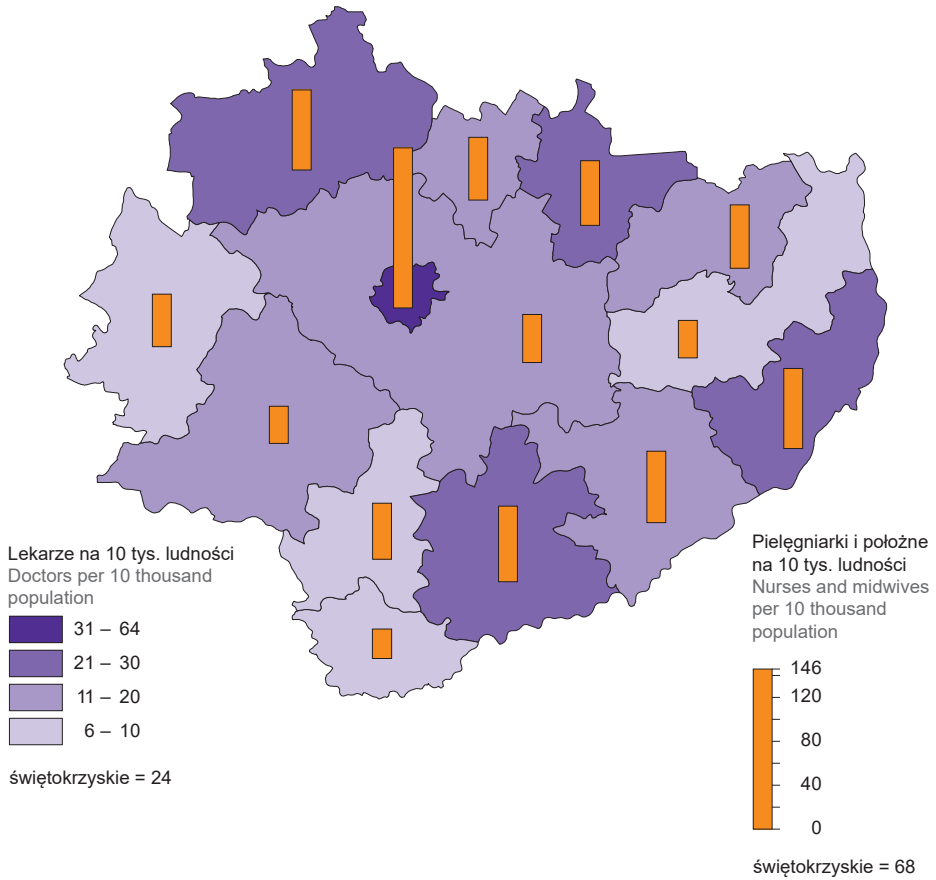 Lekarze na 10 tys. ludności
Doctors per 10 thousand
population
31 – 64
21 – 30
11 – 20
6 – 10
świętokrzyskie = 24
Pielęgniarki i położne
na 10 tys. ludności
Nurses and midwives
per 10 thousand
population
146
120
80
40
0
świętokrzyskie = 68